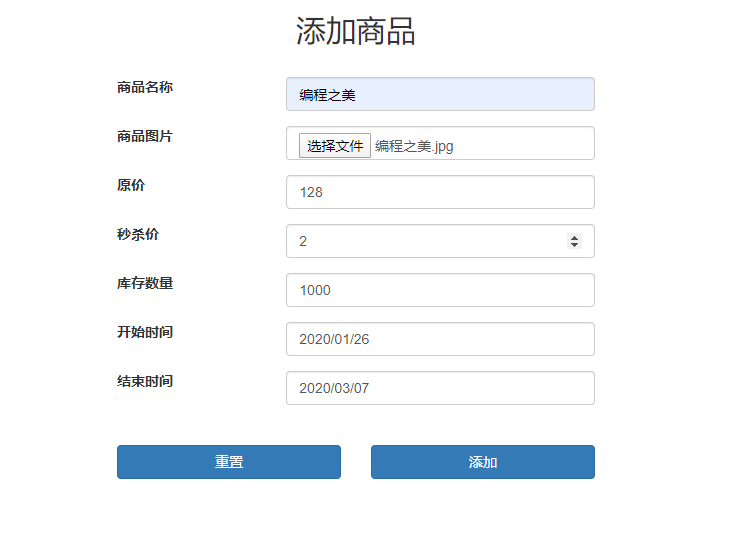 添加商品
商品名称 编程之美
商品图片 选择文件 编程之美.jpg
原价 128
秒杀价 2
库存数量 1000
开始时间 2020/01/26
结束时间 2020/03/07
重置 添加